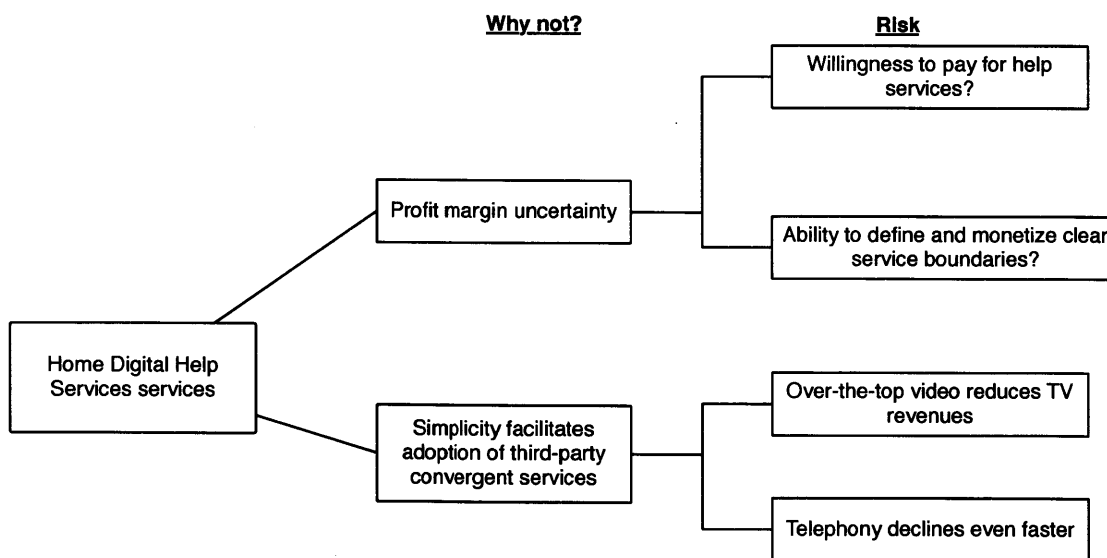 Why not?
Risk
Willingness to pay for help
services?
Profit margin uncertainty
Ability to define and monetize clear
service boundaries?
Home Digital Help
Services services
Over-the-top video reduces TV
revenues
Simplicity facilitates
adoption of third-party
convergent services
Telephony declines even faster